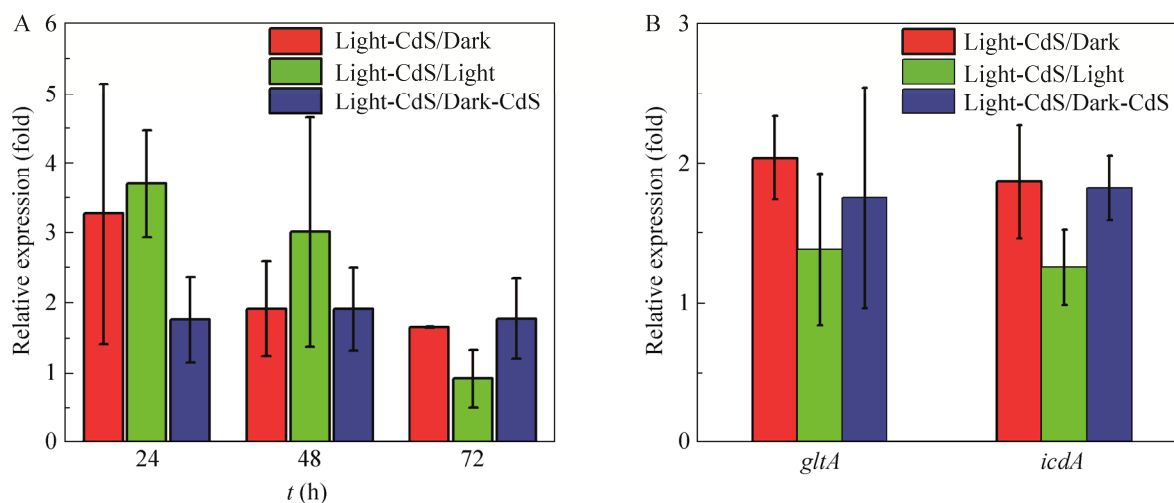 A
Relative expression (fold)
6
5
4
3
2
1
0
Light-CdS/Dark
Light-CdS/Light
Light-CdS/Dark-CdS
24 48 72
t (h)
B
Relative expression (fold)
3
2
1
0
Light-CdS/Dark
Light-CdS/Light
Light-CdS/Dark-CdS
gltA icdA